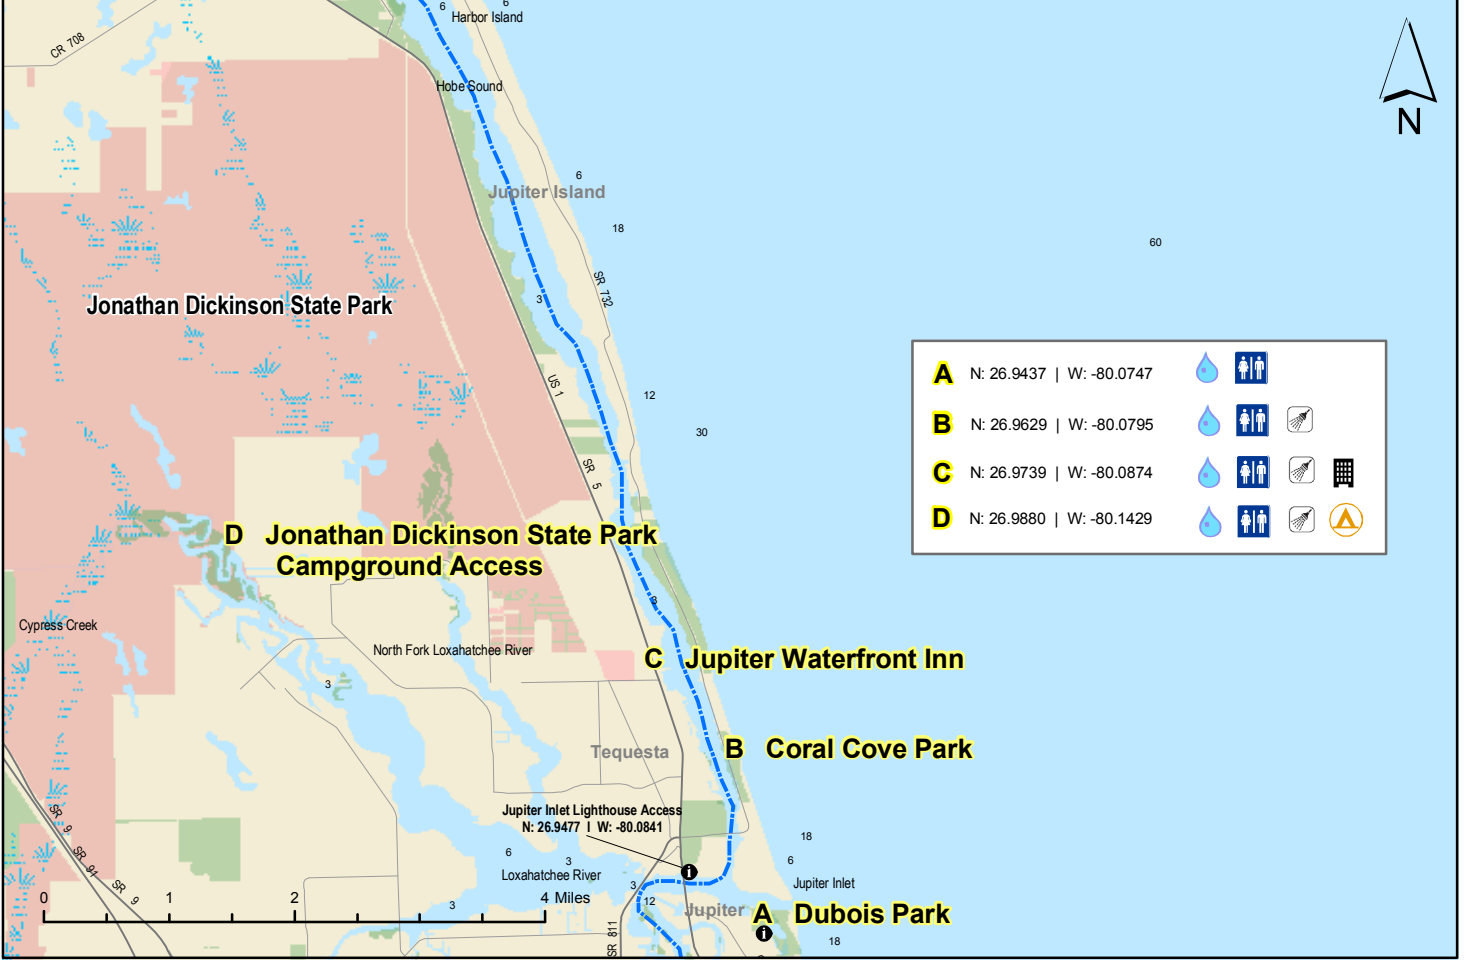 6
6
Harbor Island
CR 708
N
Hobe Sound
6
Jupiter Island
18
60
SR 732
3
Jonathan Dickinson State Park
A N: 26.9437 | W: -80.0747
US 1
12
B N: 26.9629 | W: -80.0795
30
SR 5
C N: 26.9739 | W: -80.0874
D N: 26.9880 | W: -80.1429
D Jonathan Dickinson State Park
Campground Access
3
Cypress Creek
North Fork Loxahatchee River
C Jupiter Waterfront Inn
3
Tequesta
B Coral Cove Park
Jupiter Inlet Lighthouse Access
N: 26.9477 I W: -80.0841
SR 9
18
6
3
6
SR 91
i
Loxahatchee River
Jupiter Inlet
3
SR 9
0 1 2 4 Miles
12
3
Jupiter
A Dubois Park
i
SR 811
18